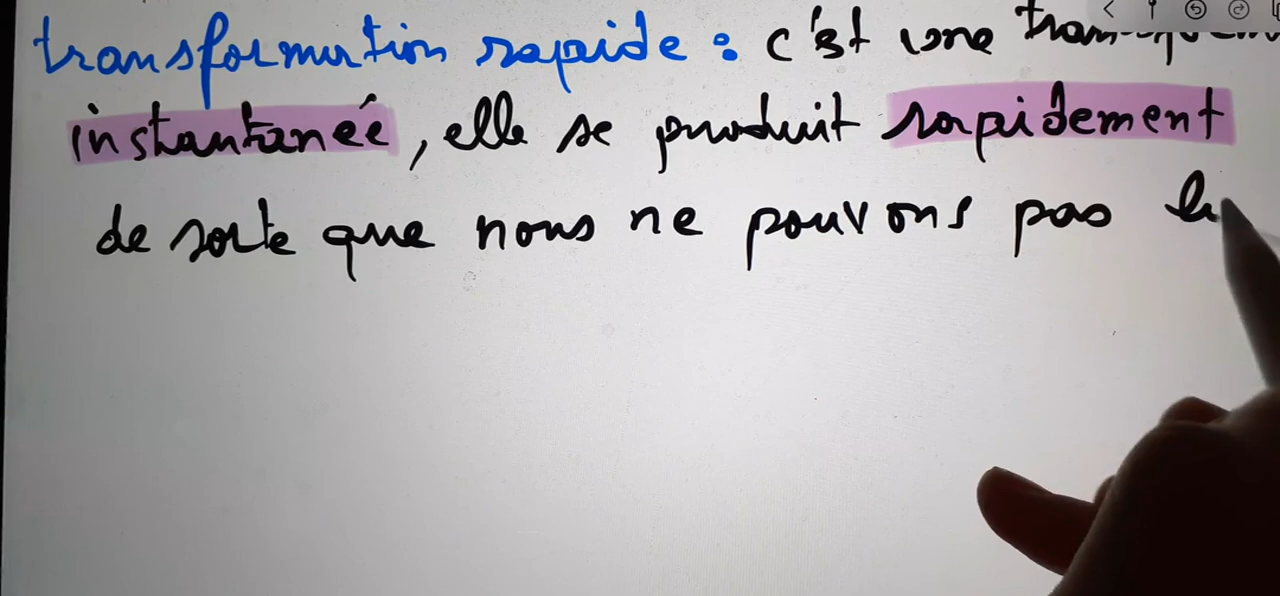 transformation rapide : c'est une
instantanée, elle se produit rapidement
de sorte que nous ne pouvons pas